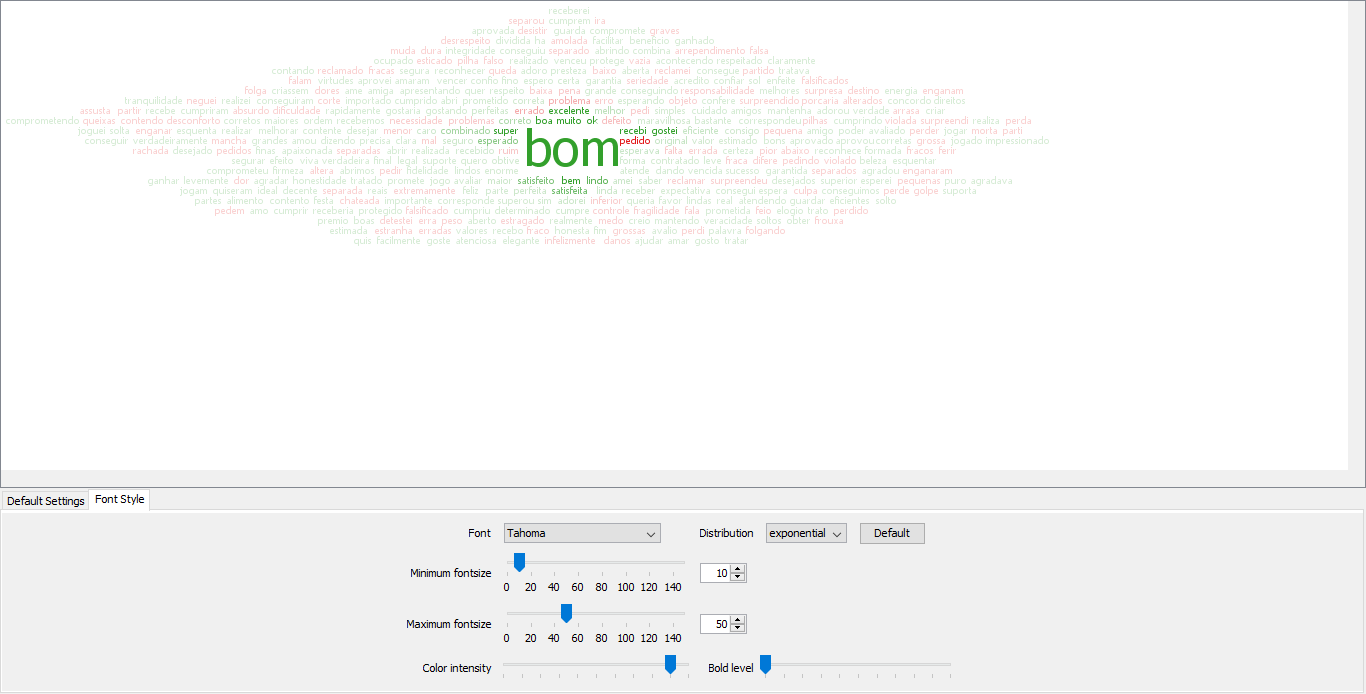 receberei
separou cumprem ira
aprovada desistir guarda compromete graves
desrespeito dividida ha amolada facilitar beneficio ganhado
muda dura integridade conseguiu separado abrindo combina arrependimento falsa
ocupado esticado pilha falso realizado venceu protege vazia acontecendo respeitado claramente
contando reclamado fracas segura reconhecer queda adoro presteza baixo aberta reclamei consegue partido tratava
falam virtudes aprovei amaram vencer confio fino espero certa garantia seriedade acredito confiar sol enfeite falsificados
folga criassem dores ame amiga apresentando quer respeito baixa pena grande conseguindo responsabilidade melhores surpresa destino energia enganam
tranquilidade neguei realizei conseguiram corte importado cumprido abri prometido correta problema erro esperando objeto confere surpreendido porcaria alterados concordo direitos
assusta partir recebe cumpriram absurdo dificuldade rapidamente gostaria gostando perfeitas errado excelente melhor pedi simples cuidado amigos mantenha adorou verdade arrasa criar
comprometendo queixas contendo desconforto corretos maiores ordem recebemos necessidade problemas correto boa muito ok defeito maravilhosa bastante correspondeu pilhas cumprindo violada surpreendi realiza perda
joguei solta enganar esquenta realizar melhorar contente desejar menor caro combinado super bom recebi gostei eficiente consigo pequena amigo poder avaliado perder jogar morta parti
conseguir verdadeiramente mancha grandes amou dizendo precisa clara mal seguro esperado pedido original valor estimado bons aprovado aprovou corretas grossa jogado impressionado
rachada desejado pedidos finas apaixonada separadas abrir realizada recebido ruim esperava falta errada certeza pior abaixo reconhece formada fracos ferir
segurar efeito viva verdadeira final legal suporte quero obtive forma contratado leve fraca difere pedindo violado beleza esquentar
comprometeu firmeza altera abrimos pedir fidelidade lindos enorme atende dando vencida sucesso garantida separados agradou enganaram
ganhar levemente dor agradar honestidade tratado promete jogo avaliar maior satisfeito bem lindo amei saber reclamar surpreendeu desejados superior esperei pequenas puro agradava
jogam quiseram ideal decente separada reais extremamente feliz parte perfeita satisfeita linda receber expectativa consegui espera culpa conseguimos perde golpe suporta
partes alimento contento festa chateada importante corresponde superou sim adorei inferior queria favor lindas real atendendo guardar eficientes solto
pedem amo cumprir receberia protegido falsificado cumpriu determinado cumpre controle fragilidade fala prometida feio elogio trato perdido
premio boas detestei erra peso aberto estragado realmente medo creio mantendo veracidade soltos obter frouxa
estimada estranha erradas valores recebo fraco honesta fim grossas avalio perdi palavra folgando
quis facilmente goste atenciosa elegante infelizmente danos ajudar amar gosto tratar
Default Settings Font Style
Font Tahoma Distribution exponential Default
Minimum fontsize 10
0 20 40 60 80 100 120 140
Maximum fontsize 50
0 20 40 60 80 100 120 140
Color intensity Bold level